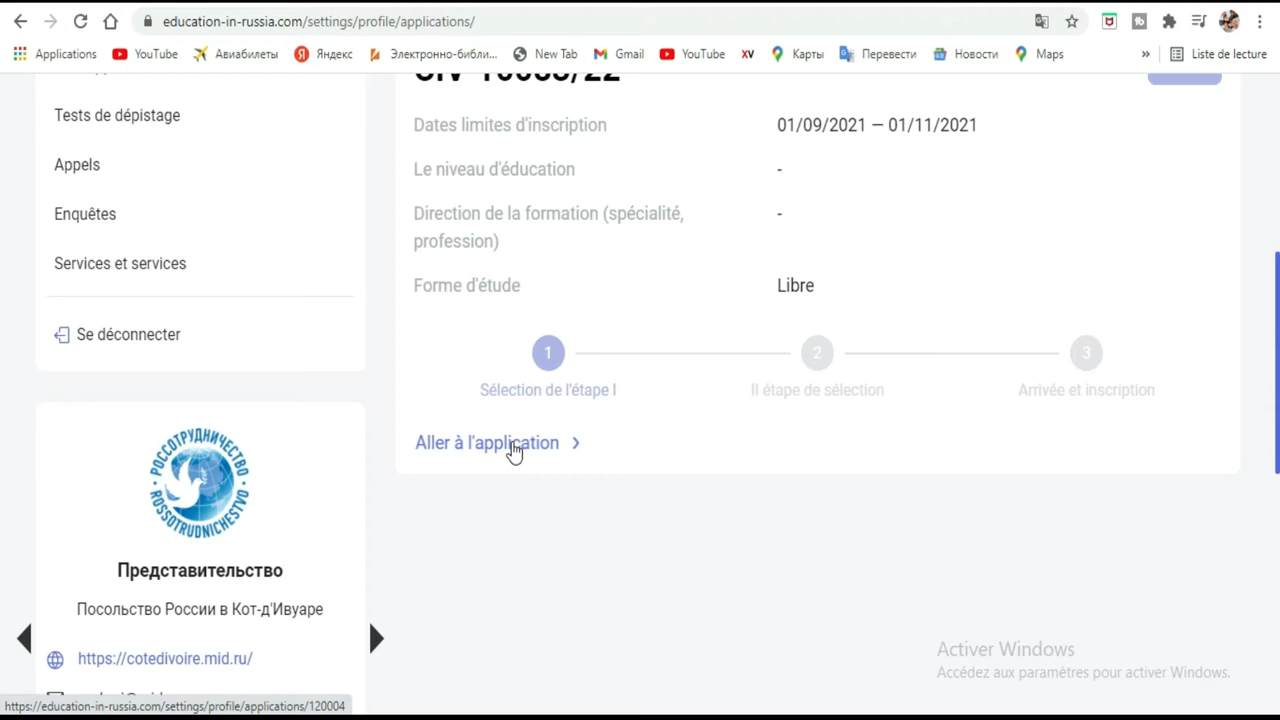 education-in-russia.com/settings/profile/applications/
Applications YouTube Авиабилеты Яндекс Электронно-библи... New Tab Gmail YouTube XV Карты Перевести Новости Maps » Liste de lecture
Tests de dépistage
Appels
Enquêtes
Services et services
Se déconnecter
РОССОТРУДНИЧЕСТВО
ROSSOTRUDNICHESTVO
Представительство
Посольство России в Кот-д'Ивуаре
https://cotedivoire.mid.ru/
Dates limites d'inscription 01/09/2021 — 01/11/2021
Le niveau d'éducation -
Direction de la formation (spécialité, -
profession)
Forme d'étude Libre
1 2 3
Sélection de l'étape I II étape de sélection Arrivée et inscription
Aller à l'application
Activer Windows
Accédez aux paramètres pour activer Windows.
https://education-in-russia.com/settings/profile/applications/120004